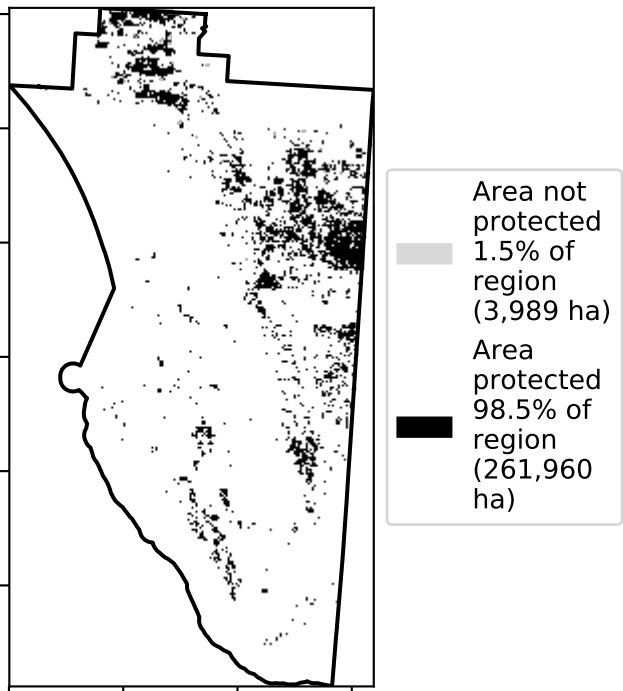 Area not
protected
1.5% of
region
(3,989 ha)
Area
protected
98.5% of
region
(261,960
ha)